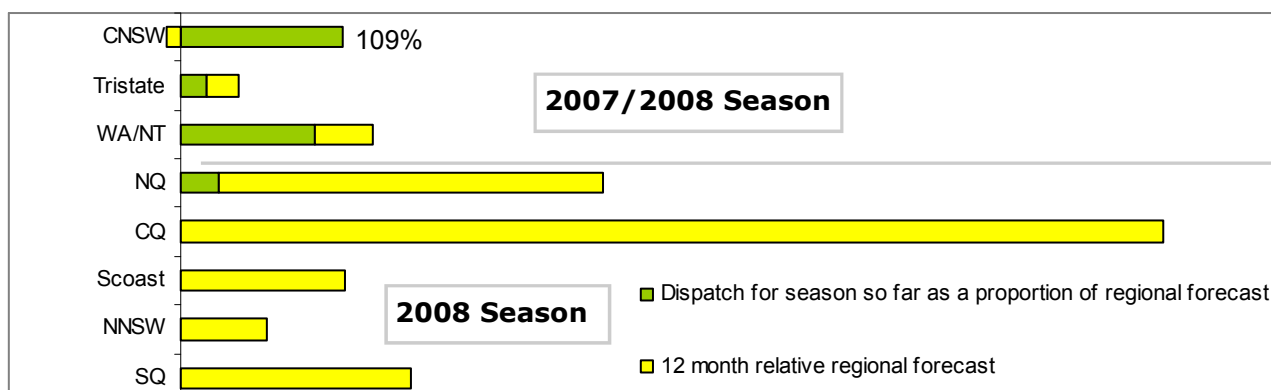 CNSW
109%
Tristate
2007/2008 Season
WA/NT
NQ
CQ
Scoast
Dispatch for season so far as a proportion of regional forecast
2008 Season
NNSW
12 month relative regional forecast
SQ